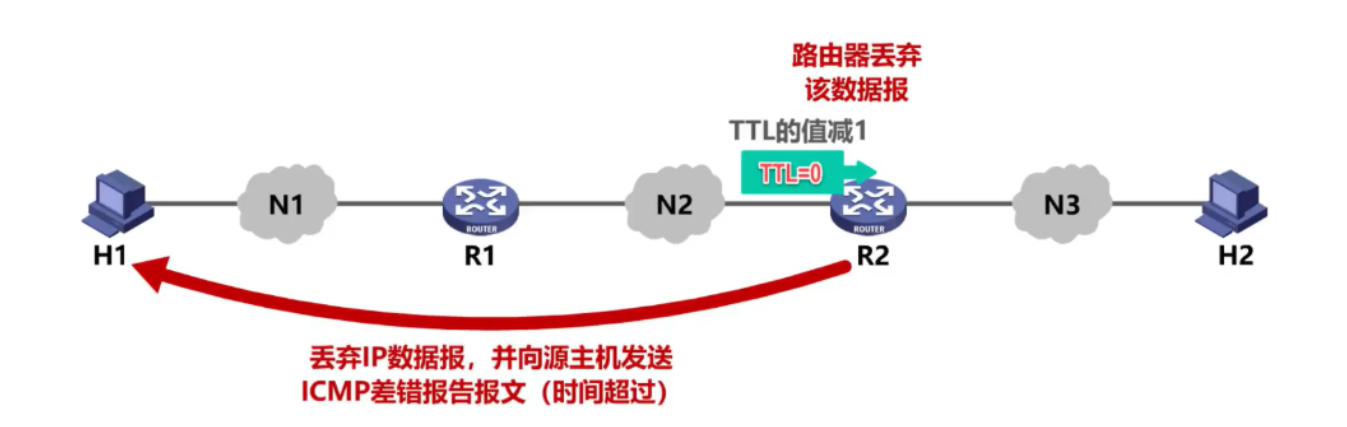 路由器丢弃
该数据报
TTL的值减1
TTL=0
N1
N2
N3
ROUTER
ROUTER
H1
R1
R2
H2
丢弃IP数据报，并向源主机发送
ICMP差错报告报文（时间超过）